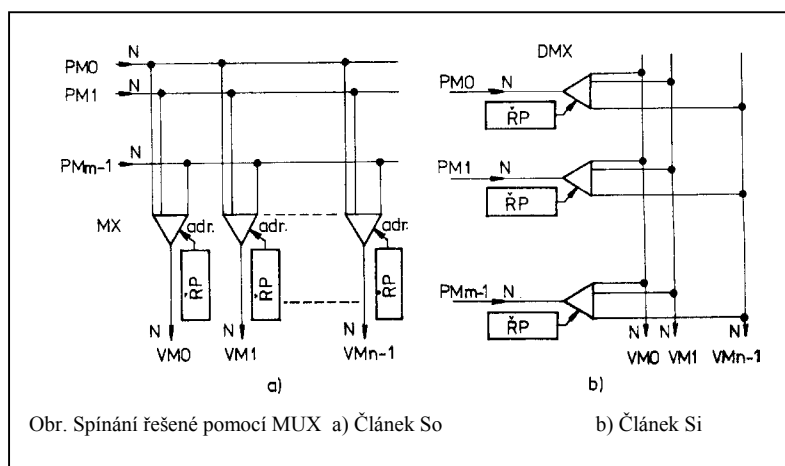 N
PM0
N
PM1
N
PMm-1
MX
adr.
adr.
adr.
ŘP
ŘP
ŘP
N
N
N
VM0
VM1
VMn-1
a)
DMX
PM0
N
ŘP
PM1
N
ŘP
PMm-1
N
ŘP
N
N
N
VM0
VM1
VMn-1
b)
Obr. Spínání řešené pomocí MUX a) Článek So
b) Článek Si